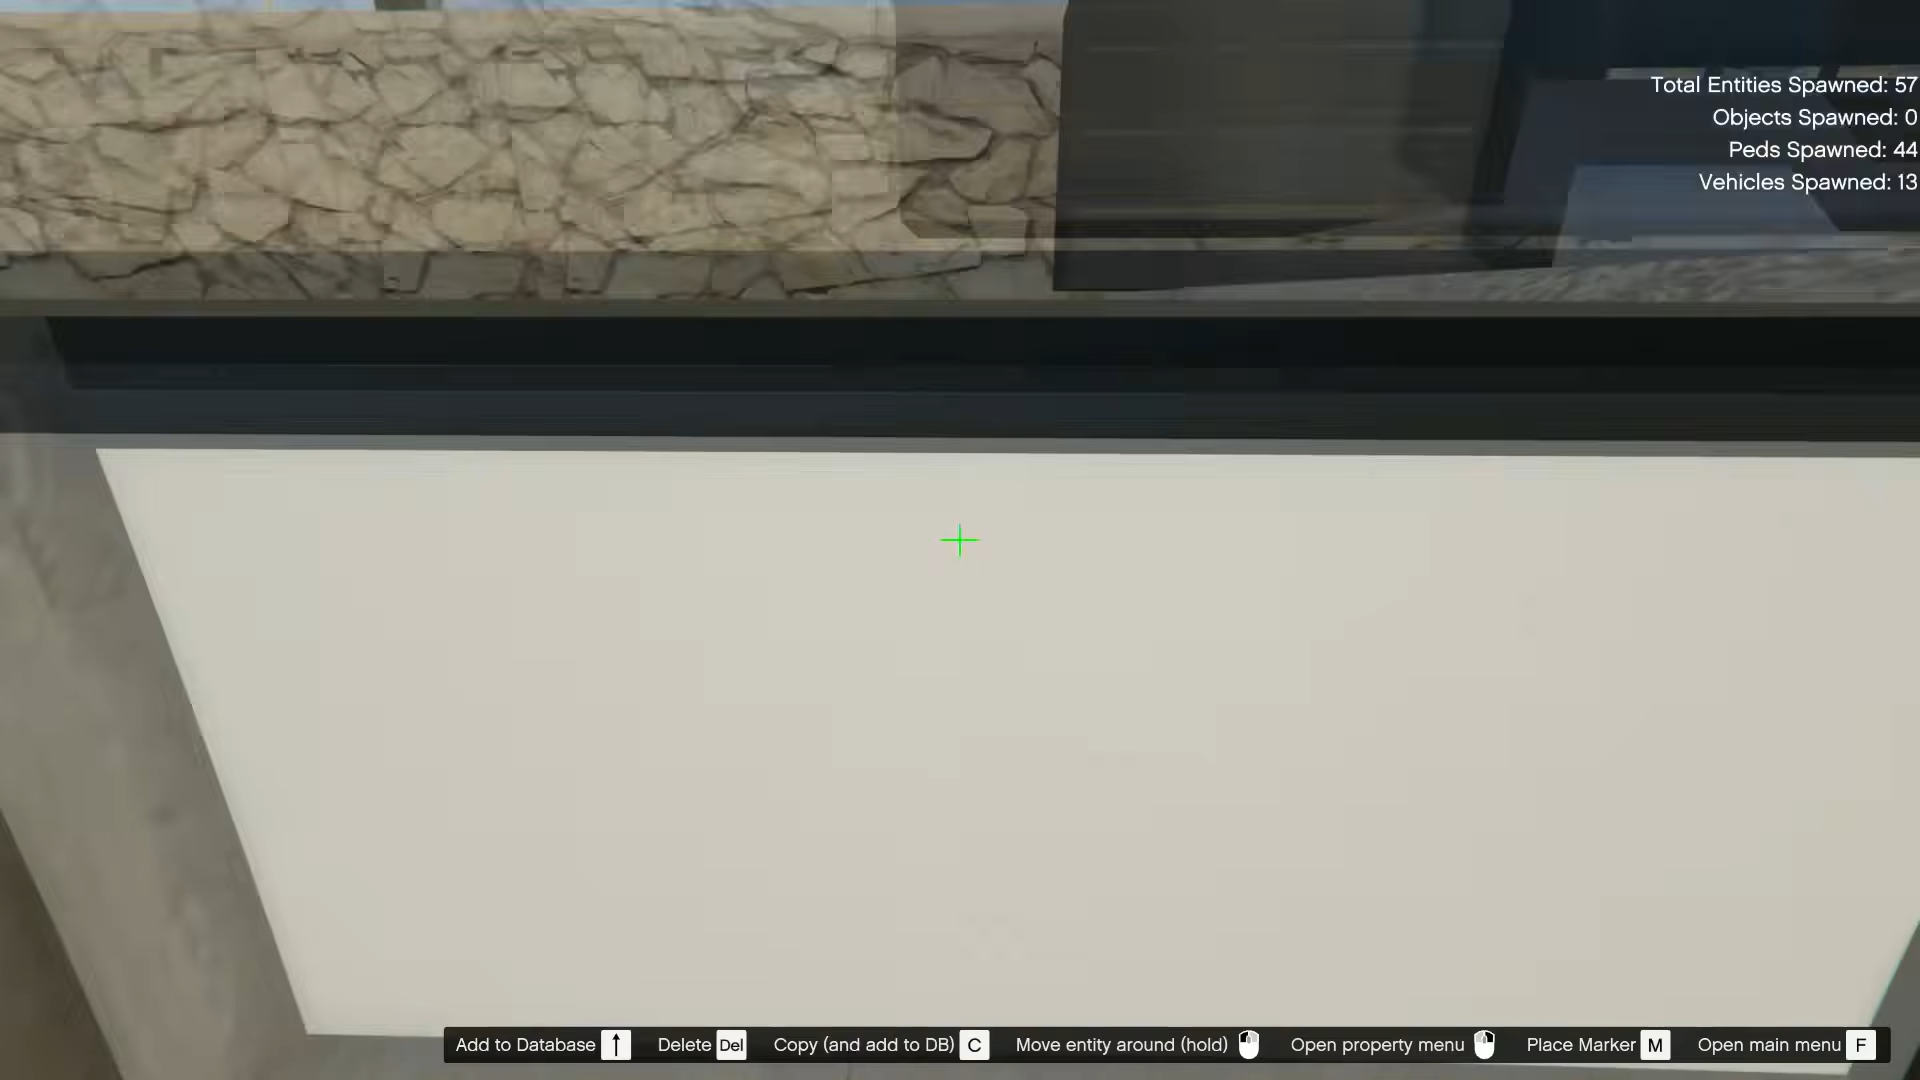 Total Entities Spawned: 57
Objects Spawned: 0
Peds Spawned: 44
Vehicles Spawned: 13
Add to Database ↑ Delete Del Copy (and add to DB) C Move entity around (hold) Open property menu Place Marker M Open main menu F